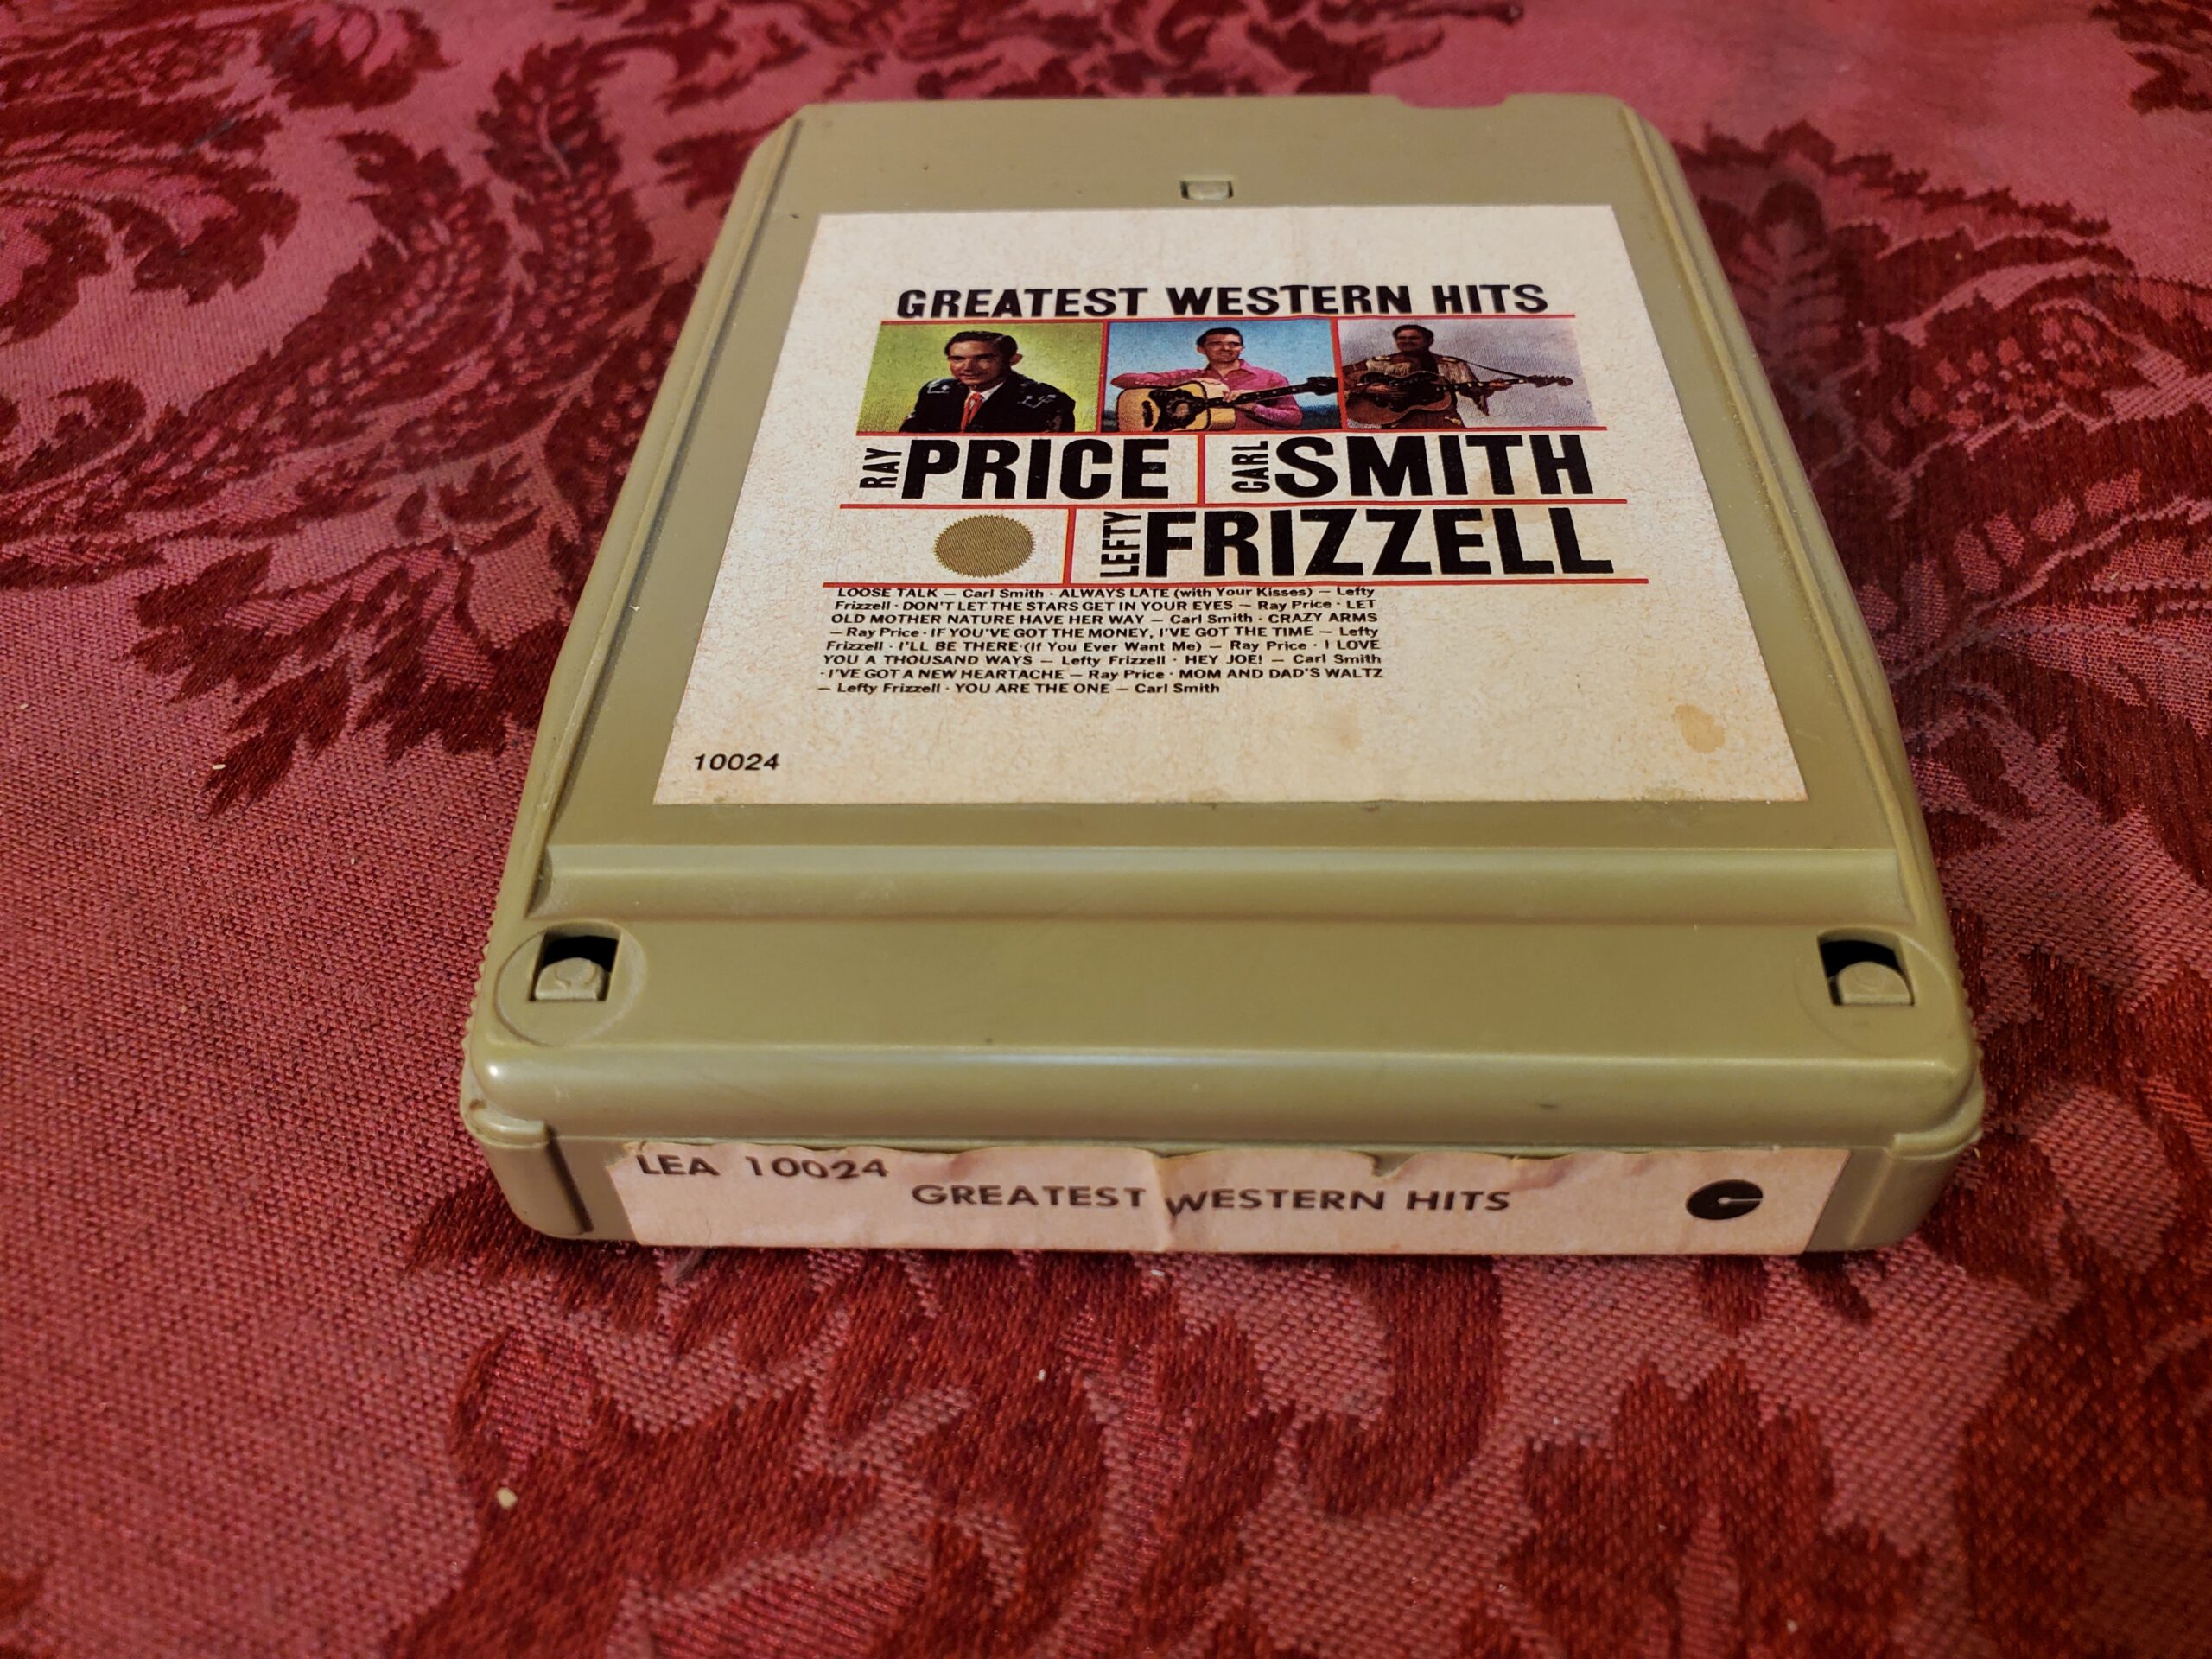 GREATEST WESTERN HITS
RAY PRICE CARL SMITH
LEFTY FRIZZELL
LOOSE TALK — Carl Smith · ALWAYS LATE (with Your Kisses) — Lefty
Frizzell · DON'T LET THE STARS GET IN YOUR EYES — Ray Price · LET
OLD MOTHER NATURE HAVE HER WAY — Carl Smith · CRAZY ARMS
— Ray Price · IF YOU'VE GOT THE MONEY, I'VE GOT THE TIME — Lefty
Frizzell · I'LL BE THERE (If You Ever Want Me) — Ray Price · I LOVE
YOU A THOUSAND WAYS — Lefty Frizzell · HEY JOE! — Carl Smith
· I'VE GOT A NEW HEARTACHE — Ray Price · MOM AND DAD'S WALTZ
— Lefty Frizzell · YOU ARE THE ONE — Carl Smith
10024
LEA 10024
GREATEST WESTERN HITS